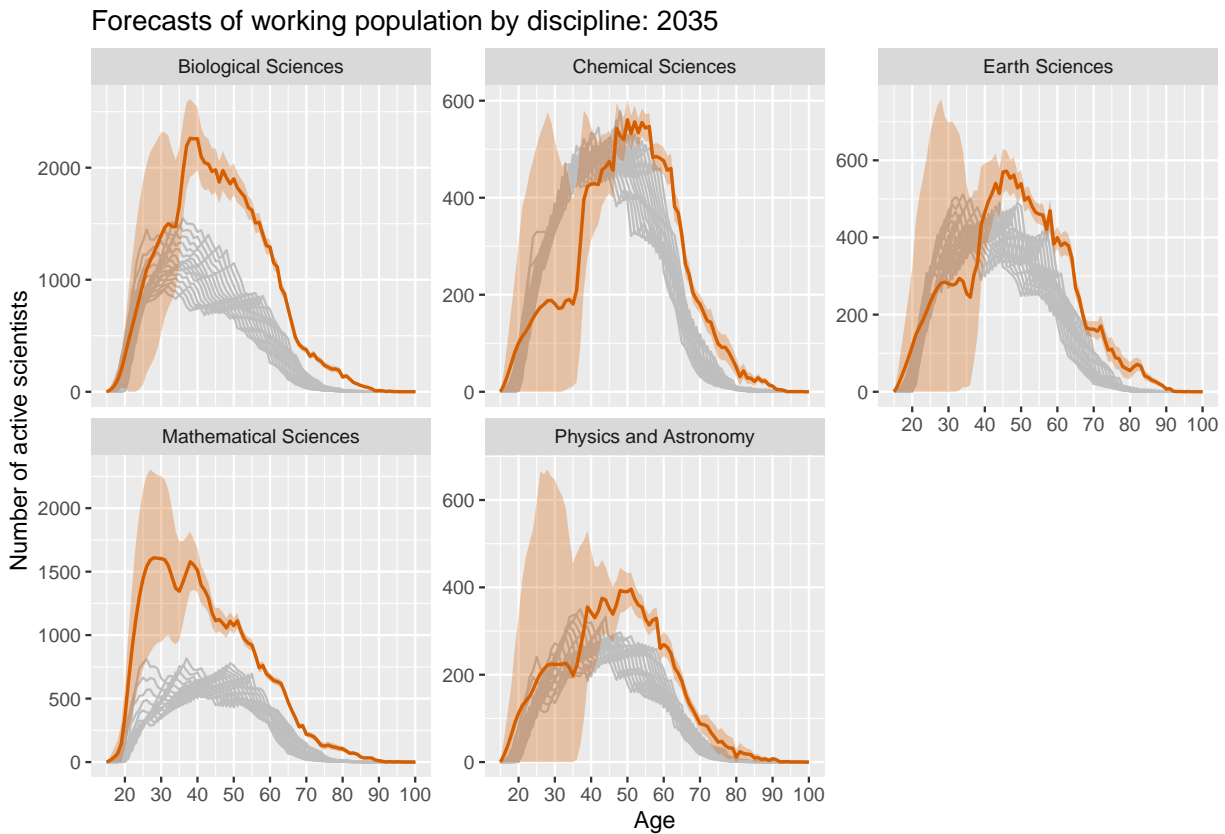 Forecasts of working population by discipline: 2035
Biological Sciences
Chemical Sciences
Earth Sciences
2000
1000
0
600
400
200
0
600
400
200
0
20 30 40 50 60 70 80 90 100
Mathematical Sciences
Physics and Astronomy
2000
1500
1000
500
0
600
400
200
0
20 30 40 50 60 70 80 90 100
20 30 40 50 60 70 80 90 100
Number of active scientists
Age